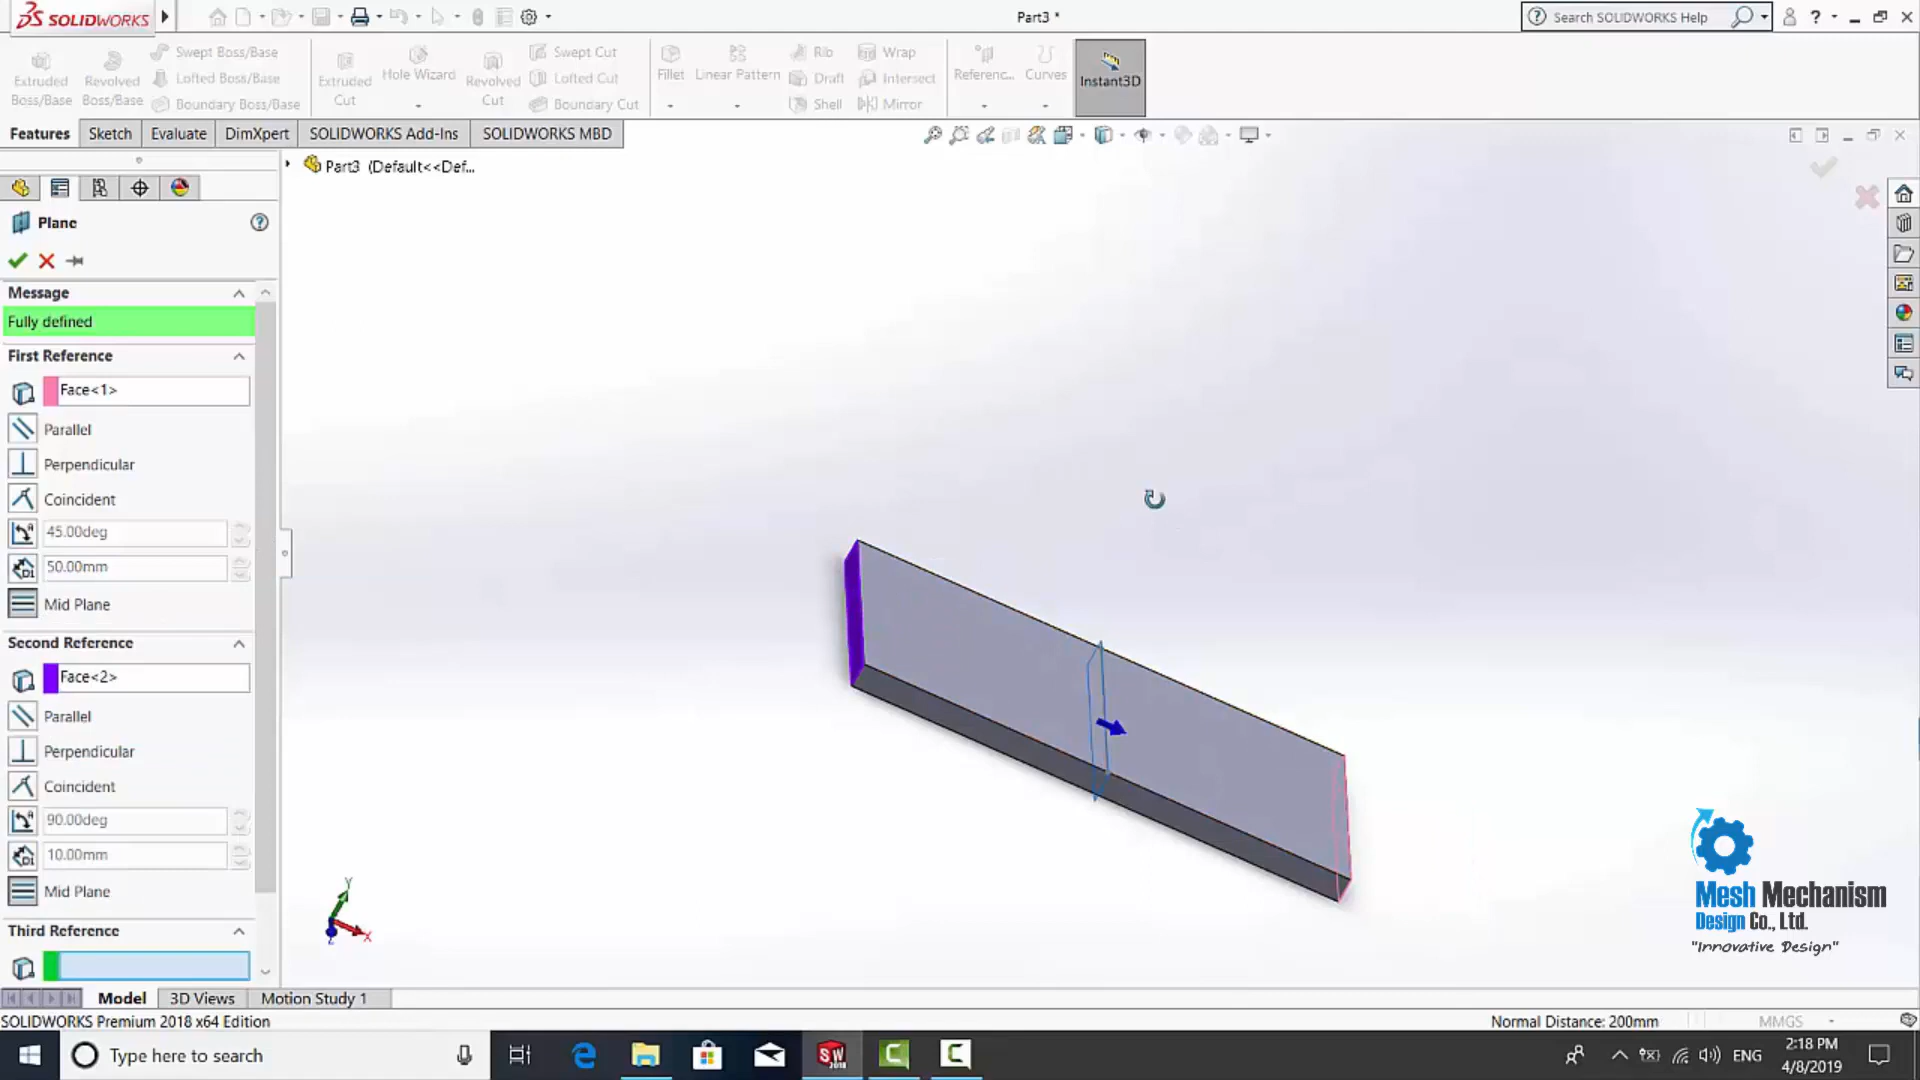 SOLIDWORKS
Part3 *
Search SOLIDWORKS Help
Extruded Boss/Base
Revolved Boss/Base
Swept Boss/Base
Lofted Boss/Base
Boundary Boss/Base
Extruded Cut
Hole Wizard
Revolved Cut
Swept Cut
Lofted Cut
Boundary Cut
Fillet
Linear Pattern
Rib
Draft
Shell
Wrap
Intersect
Mirror
Referenc...
Curves
Instant3D
Features
Sketch
Evaluate
DimXpert
SOLIDWORKS Add-Ins
SOLIDWORKS MBD
Part3 (Default<<Def...
Plane
Message
Fully defined
First Reference
Face<1>
Parallel
Perpendicular
Coincident
45.00deg
50.00mm
Mid Plane
Second Reference
Face<2>
Parallel
Perpendicular
Coincident
90.00deg
10.00mm
Mid Plane
Third Reference
Y
X
Z
Mesh Mechanism
Design Co., Ltd.
"Innovative Design"
Model
3D Views
Motion Study 1
SOLIDWORKS Premium 2018 x64 Edition
Normal Distance: 200mm
MMGS
Type here to search
SW
2018
ENG
2:18 PM
4/8/2019